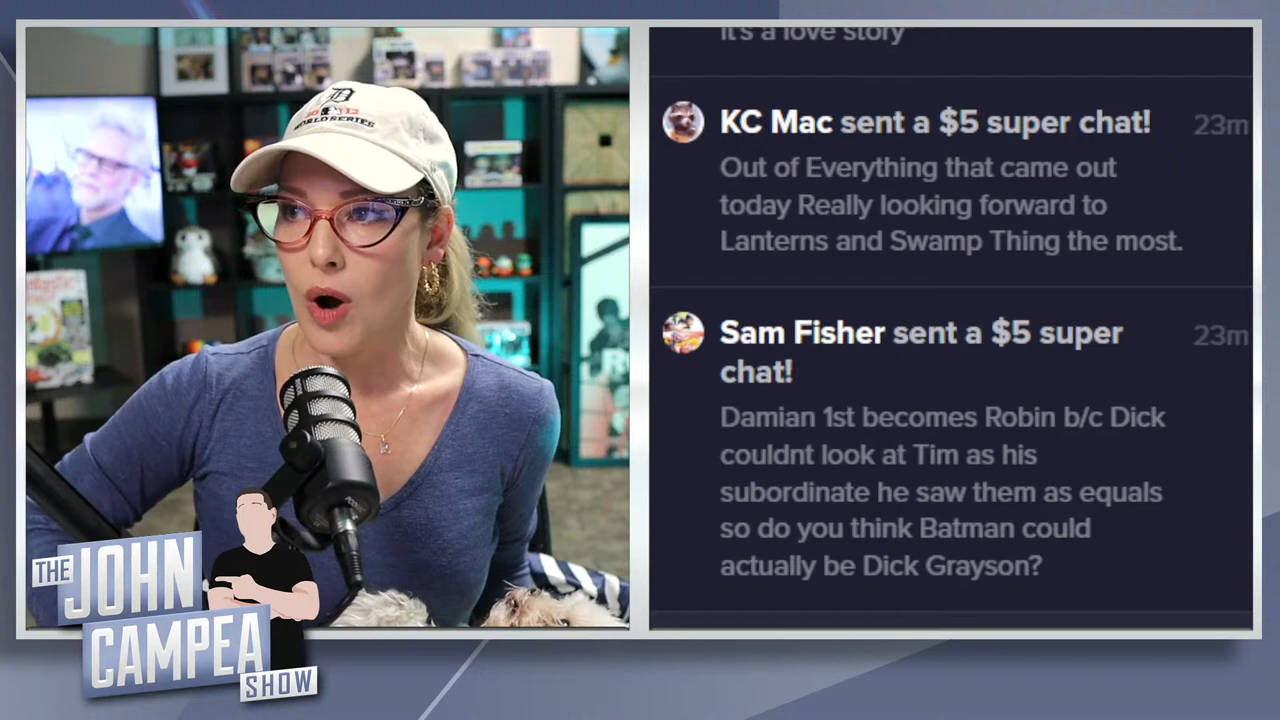 it's a love story"
KC Mac sent a $5 super chat!
23m
Out of Everything that came out
today Really looking forward to
Lanterns and Swamp Thing the most.
Sam Fisher sent a $5 super
chat!
23m
Damian 1st becomes Robin b/c Dick
couldnt look at Tim as his
subordinate he saw them as equals
so do you think Batman could
actually be Dick Grayson?
D
2012
WORLD SERIES
THE
JOHN
CAMPEA
SHOW